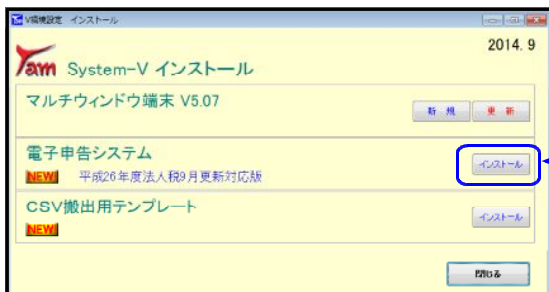 V環境設定 インストール
2014. 9
Tam System-V インストール
マルチウィンドウ端末 V5.07
新 規
更 新
電子申告システム
インストール
NEW! 平成26年度法人税9月更新対応版
CSV搬出用テンプレート
インストール
NEW!
閉じる